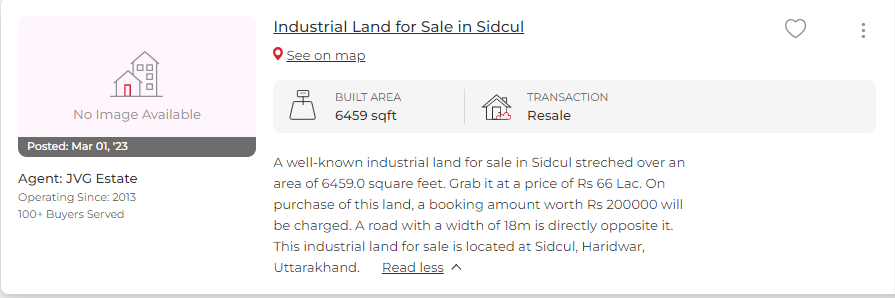 No Image Available
Posted: Mar 01, '23
Agent: JVG Estate
Operating Since: 2013
100+ Buyers Served
Industrial Land for Sale in Sidcul
See on map
BUILT AREA
6459 sqft
TRANSACTION
Resale
A well-known industrial land for sale in Sidcul streched over an
area of 6459.0 square feet. Grab it at a price of Rs 66 Lac. On
purchase of this land, a booking amount worth Rs 200000 will
be charged. A road with a width of 18m is directly opposite it.
This industrial land for sale is located at Sidcul, Haridwar,
Uttarakhand. Read less